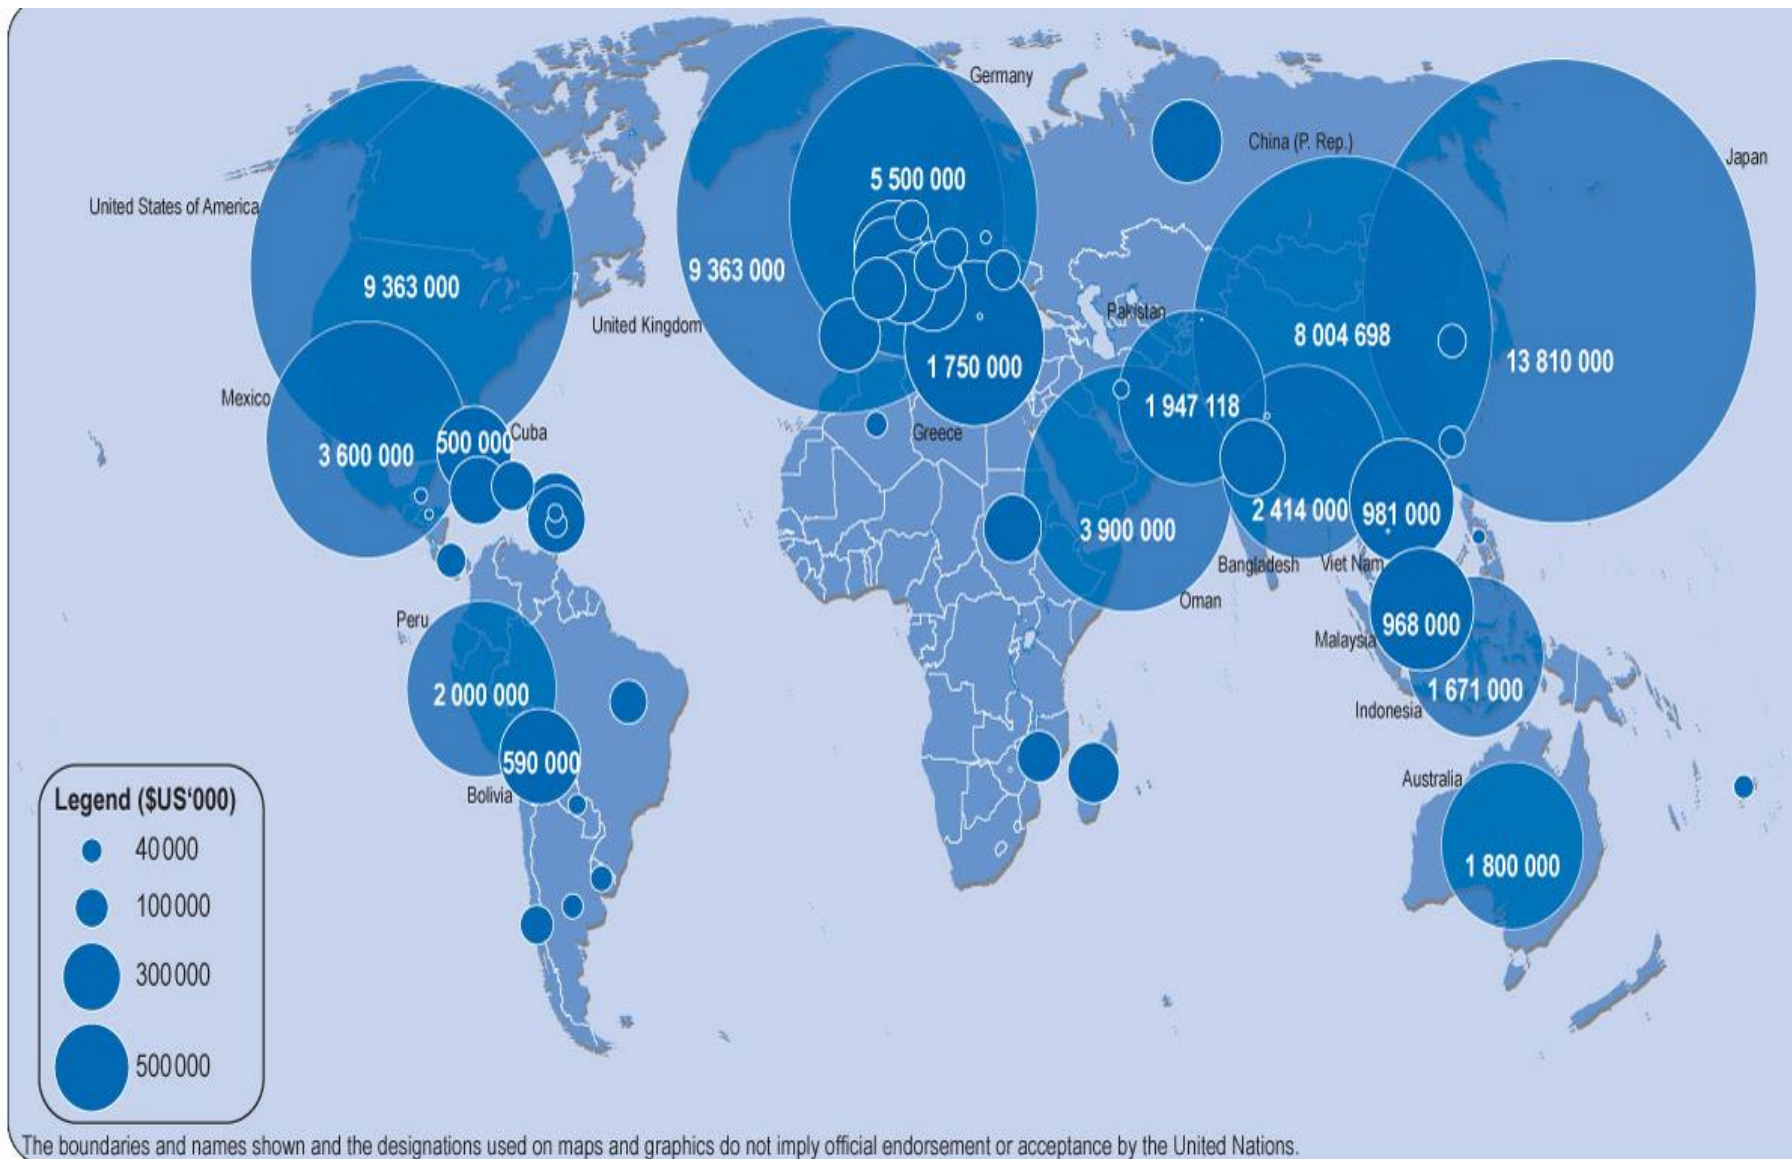 Germany
China (P. Rep.)
Japan
5 500 000
United States of America
9 363 000
9 363 000
United Kingdom
Pakistan
8 004 698
13 810 000
1 750 000
Mexico
1 947 118
500 000
Cuba
Greece
3 600 000
2 414 000
981 000
3 900 000
Bangladesh
Viet Nam
Oman
Peru
968 000
Malaysia
2 000 000
1 671 000
Indonesia
590 000
Bolivia
Australia
1 800 000
Legend ($US‘000)
40 000
100 000
300 000
500 000
The boundaries and names shown and the designations used on maps and graphics do not imply official endorsement or acceptance by the United Nations.